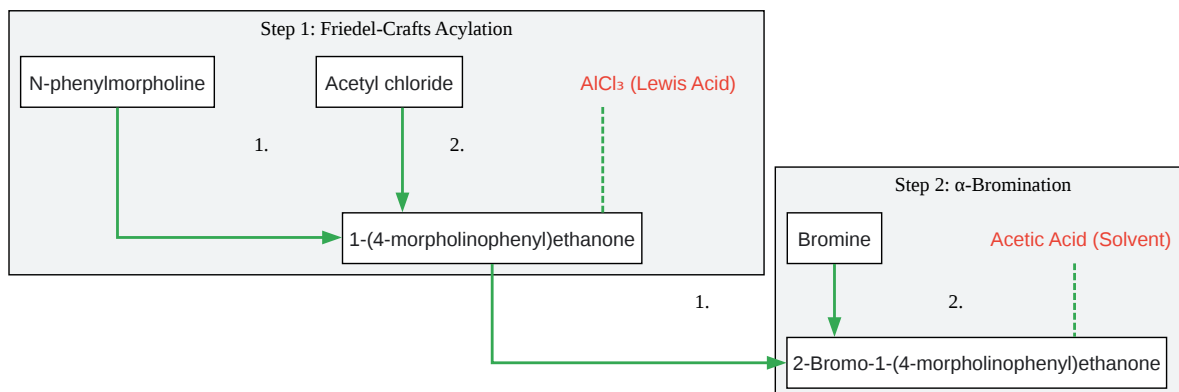 Step 1: Friedel-Crafts Acylation
N-phenylmorpholine
Acetyl chloride
AlCl₃ (Lewis Acid)
1.
2.
Step 2: α-Bromination
1-(4-morpholinophenyl)ethanone
Bromine
Acetic Acid (Solvent)
1.
2.
2-Bromo-1-(4-morpholinophenyl)ethanone